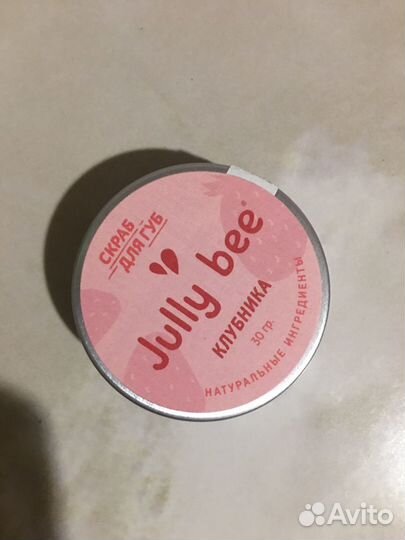 СКРАБ
ДЛЯ ГУБ
Jully bee®
КЛУБНИКА
30 гр.
НАТУРАЛЬНЫЕ ИНГРЕДИЕНТЫ
Avito